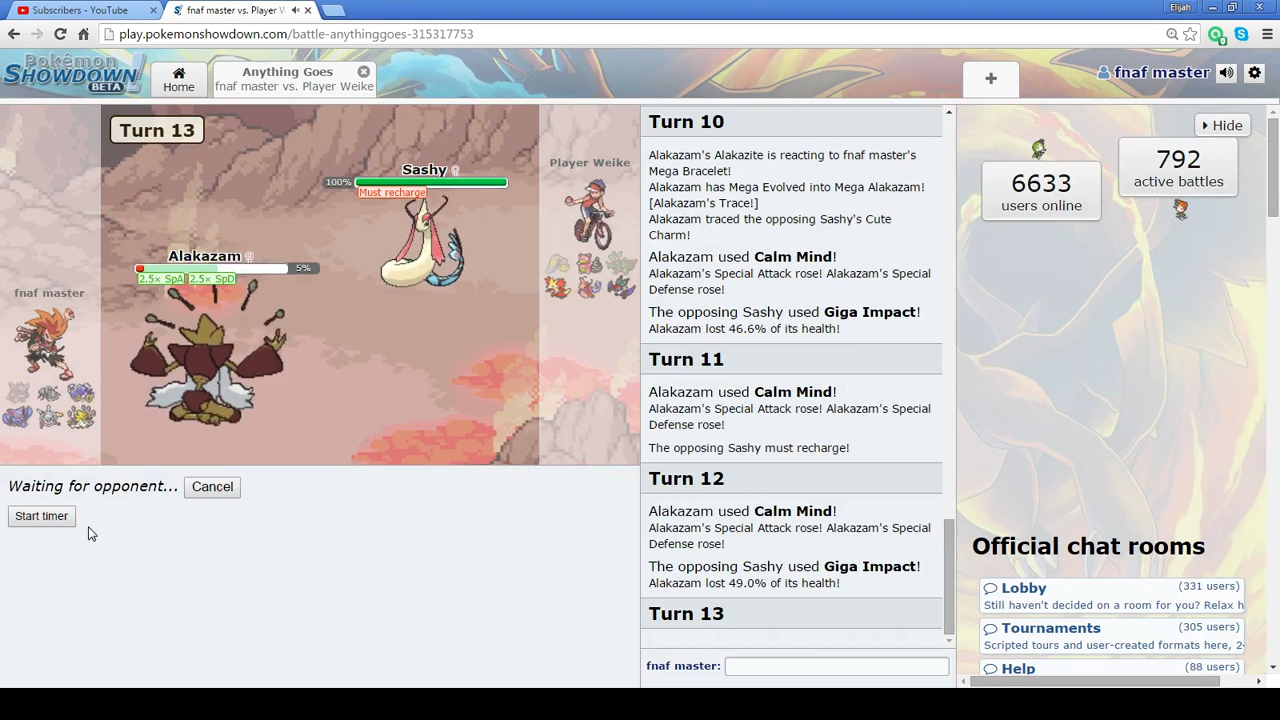 Subscribers - YouTube
fnaf master vs. Player W
Elijah
play.pokemonshowdown.com/battle-anythinggoes-315317753
Pokémon
SHOWDOWN!
BETA
Home
Anything Goes
fnaf master vs. Player Weike
+
fnaf master
Turn 13
Sashy
100%
Must recharge
Alakazam
5%
2.5× SpA 2.5× SpD
fnaf master
Player Weike
Waiting for opponent... Cancel
Start timer
Turn 10
Alakazam's Alakazite is reacting to fnaf master's
Mega Bracelet!
Alakazam has Mega Evolved into Mega Alakazam!
[Alakazam's Trace!]
Alakazam traced the opposing Sashy's Cute
Charm!
Alakazam used Calm Mind!
Alakazam's Special Attack rose! Alakazam's Special
Defense rose!
The opposing Sashy used Giga Impact!
Alakazam lost 46.6% of its health!
Turn 11
Alakazam used Calm Mind!
Alakazam's Special Attack rose! Alakazam's Special
Defense rose!
The opposing Sashy must recharge!
Turn 12
Alakazam used Calm Mind!
Alakazam's Special Attack rose! Alakazam's Special
Defense rose!
The opposing Sashy used Giga Impact!
Alakazam lost 49.0% of its health!
Turn 13
fnaf master:
Hide
6633
users online
792
active battles
Official chat rooms
Lobby (331 users)
Still haven't decided on a room for you? Relax h
Tournaments (305 users)
Scripted tours and user-created formats here, 2
Help (88 users)